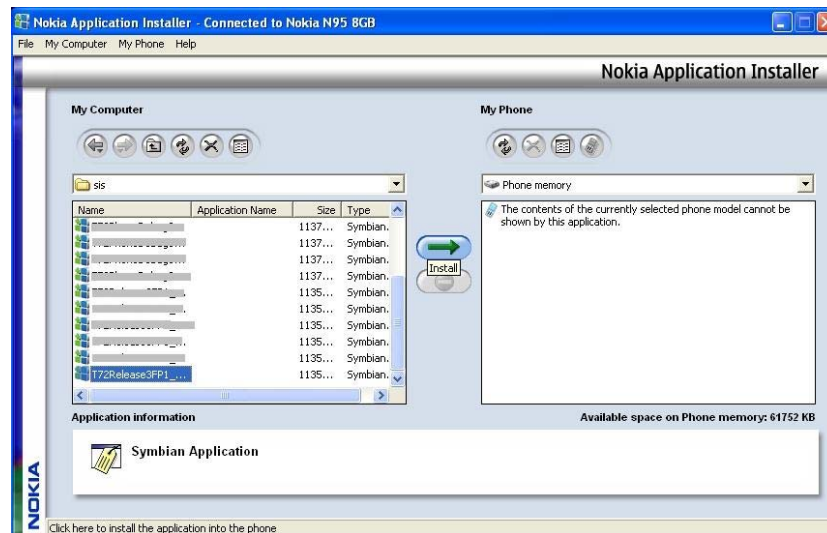 Nokia Application Installer - Connected to Nokia N95 8GB
File My Computer My Phone Help
Nokia Application Installer
My Computer
My Phone
sis
Phone memory
Name Application Name Size Type
1137... Symbian.
1137... Symbian.
1137... Symbian.
1137... Symbian.
1135... Symbian.
1135... Symbian.
1135... Symbian.
1135... Symbian.
1135... Symbian.
T72Release3FP1_... 1135... Symbian.
The contents of the currently selected phone model cannot be
shown by this application.
Install
Application information
Available space on Phone memory: 61752 KB
Symbian Application
NOKIA
Click here to install the application into the phone